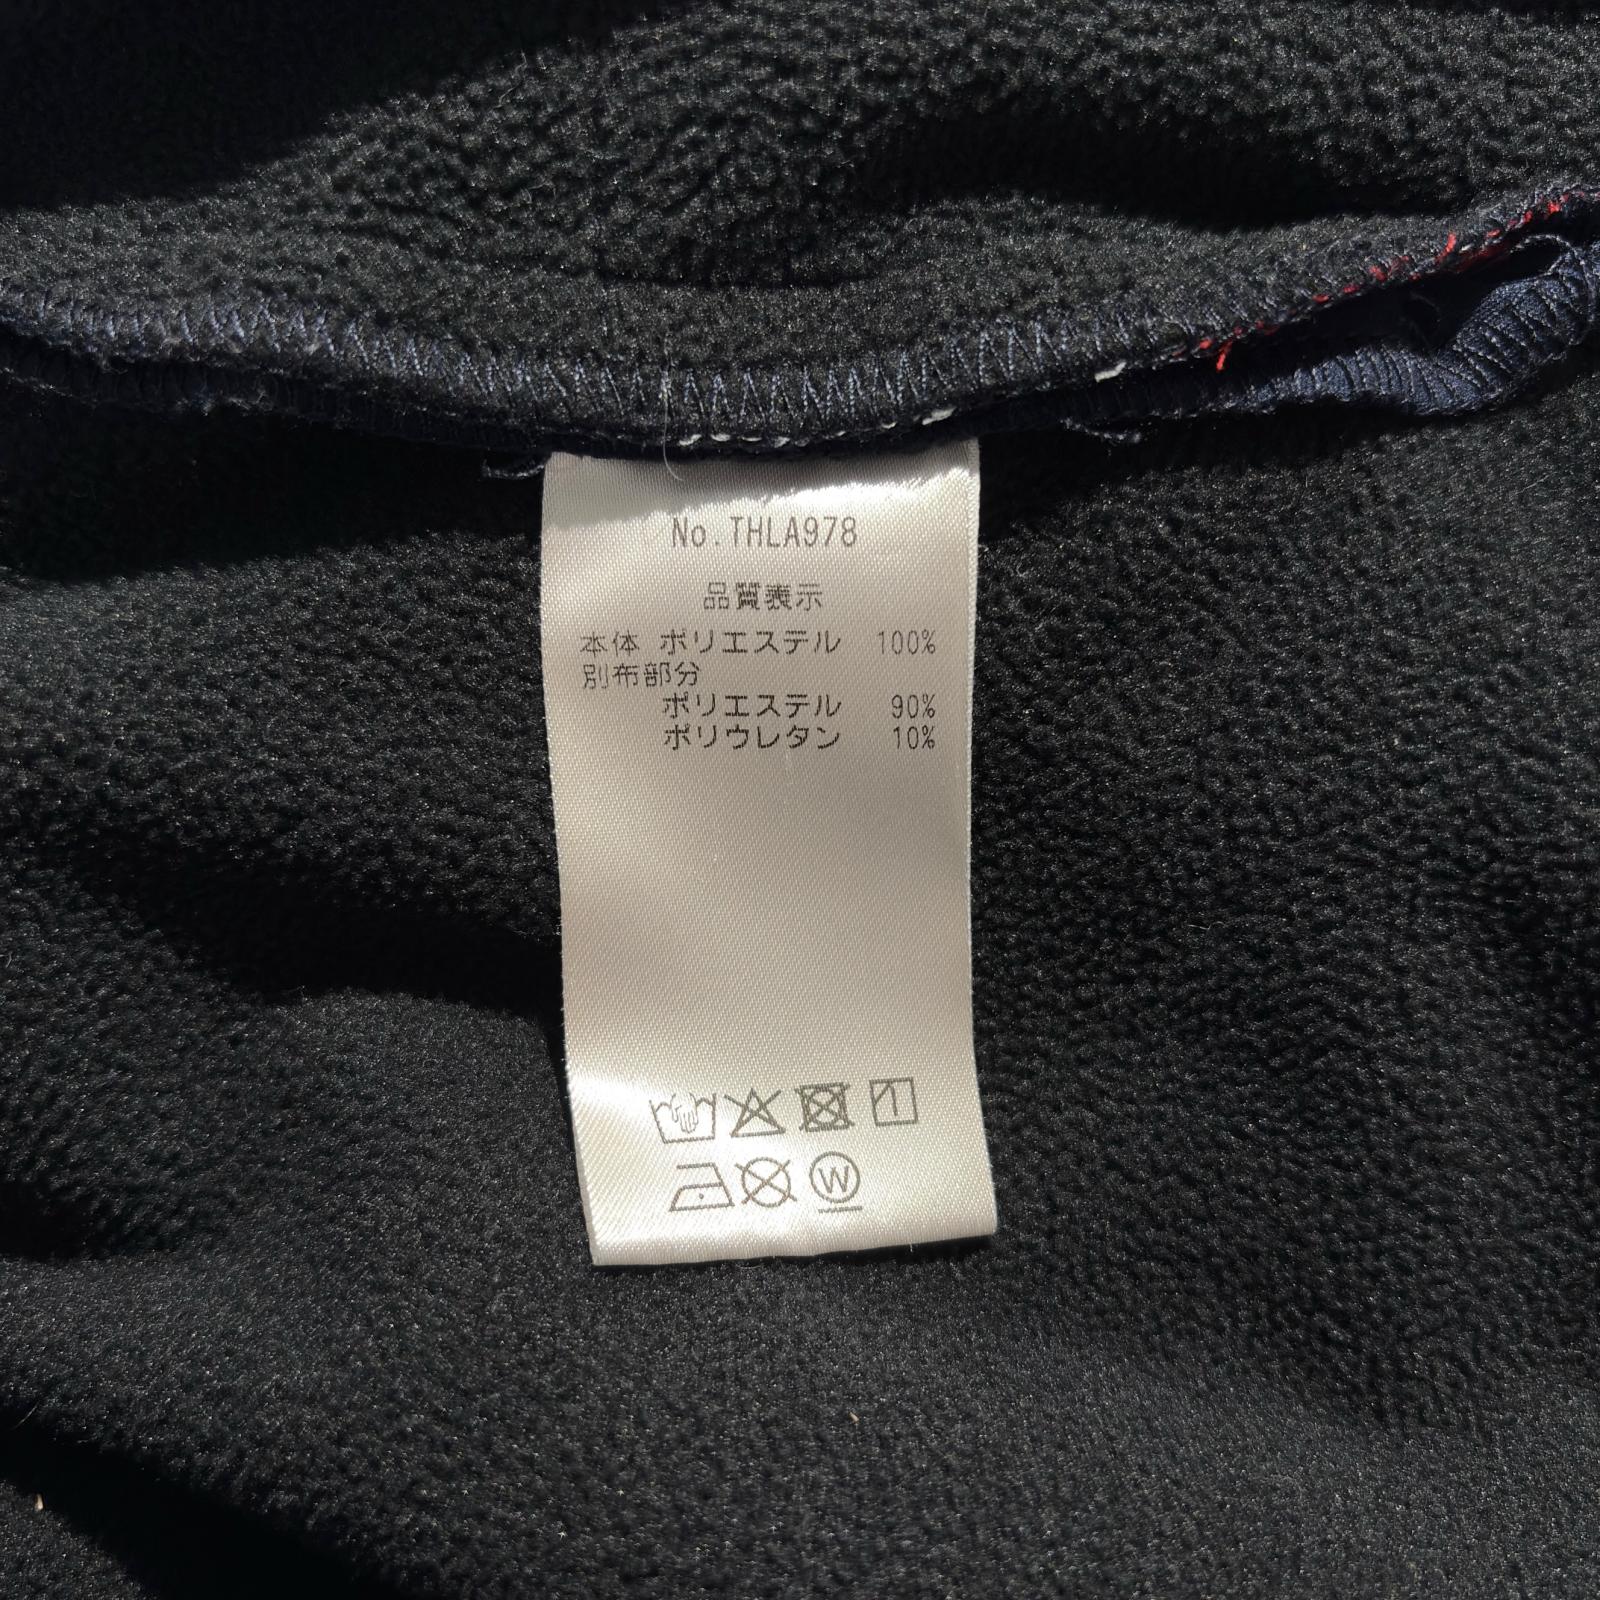 No.THLA978
品質表示
本体 ポリエステル 100%
別布部分
ポリエステル 90%
ポリウレタン 10%
W